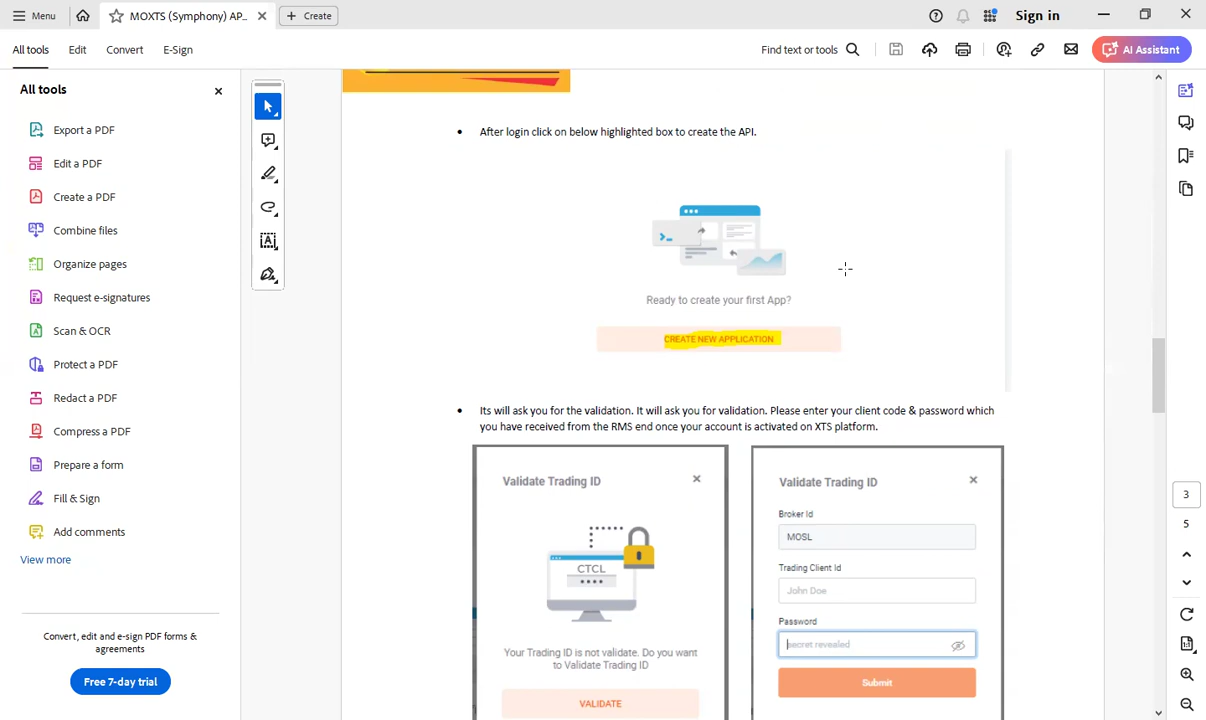 Menu
MOXTS (Symphony) AP...
Create
Sign in
All tools
Edit
Convert
E-Sign
Find text or tools
AI Assistant
All tools
Export a PDF
Edit a PDF
Create a PDF
Combine files
Organize pages
Request e-signatures
Scan & OCR
Protect a PDF
Redact a PDF
Compress a PDF
Prepare a form
Fill & Sign
Add comments
View more
Convert, edit and e-sign PDF forms &
agreements
Free 7-day trial
• After login click on below highlighted box to create the API.
Ready to create your first App?
CREATE NEW APPLICATION
• Its will ask you for the validation. It will ask you for validation. Please enter your client code & password which
you have received from the RMS end once your account is activated on XTS platform.
Validate Trading ID
CTCL
Your Trading ID is not validate. Do you want
to Validate Trading ID
VALIDATE
Validate Trading ID
Broker Id
MOSL
Trading Client Id
John Doe
Password
secret revealed
Submit
3
5